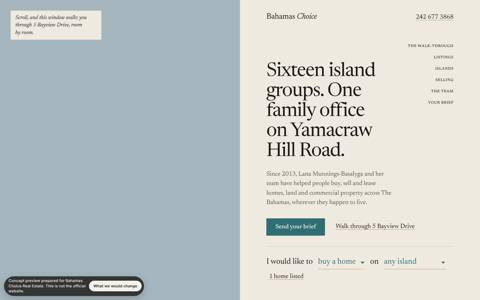 Scroll, and this window walks you
through 5 Bayview Drive, room
by room.
Bahamas Choice
242 677 3868
THE WALK-THROUGH
LISTINGS
ISLANDS
SELLING
THE TEAM
YOUR BRIEF
Sixteen island
groups. One
family office
on Yamacraw
Hill Road.
Since 2013, Lana Munnings-Basalyga and her
team have helped people buy, sell and lease
homes, land and commercial property across The
Bahamas, wherever they happen to live.
Send your brief
Walk through 5 Bayview Drive
I would like to buy a home on any island
1 home listed
Concept preview prepared for Bahamas
Choice Real Estate. This is not the official
website.
What we would change